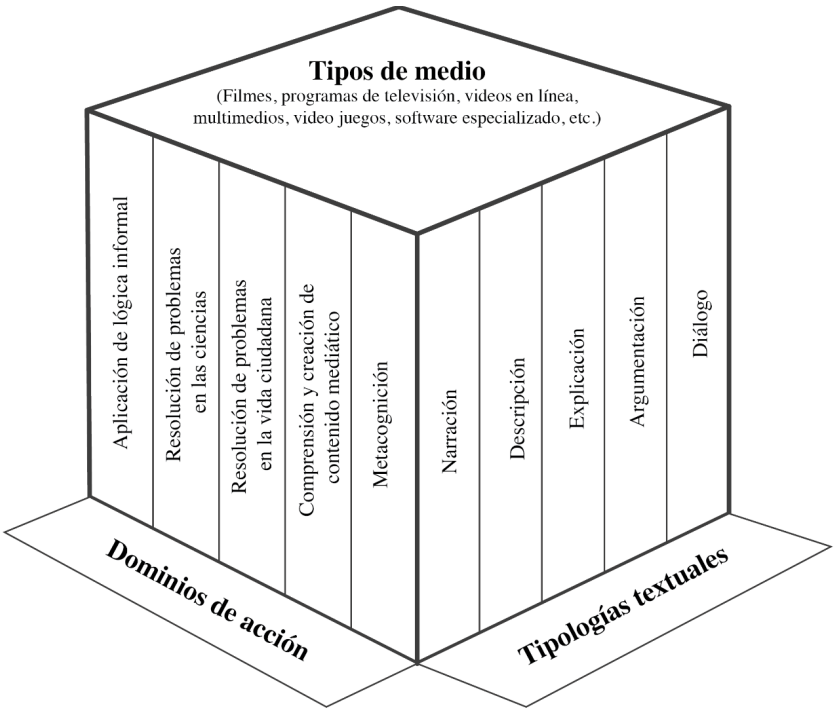 Tipos de medio
(Filmes, programas de televisión, videos en línea,
multimedios, video juegos, software especializado, etc.)
Aplicación de lógica informal
Resolución de problemas
en las ciencias
Resolución de problemas
en la vida ciudadana
Comprensión y creación de
contenido mediático
Metacognición
Narración
Descripción
Explicación
Argumentación
Diálogo
Dominios de acción
Tipologías textuales